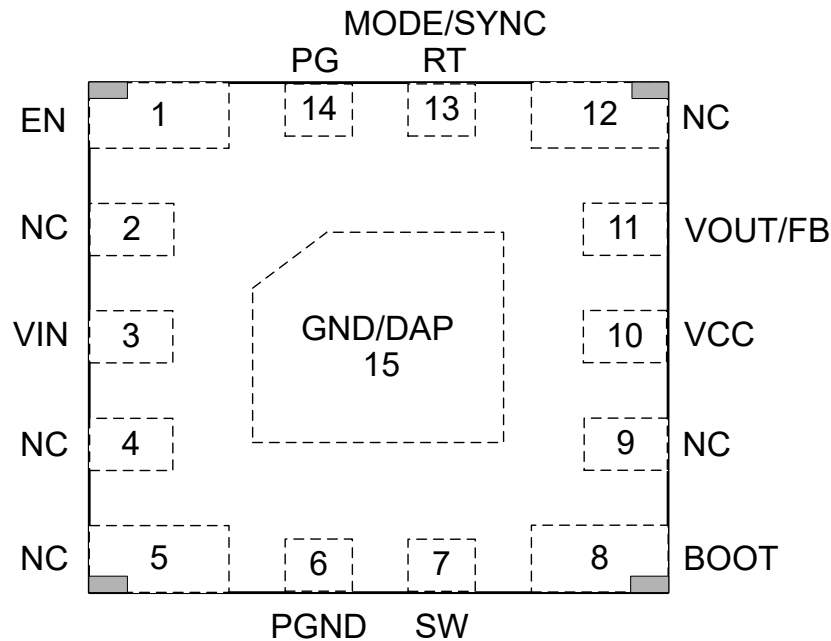 MODE/SYNC
PG RT
EN 1 14 13 12 NC
NC 2 11 VOUT/FB
VIN 3 GND/DAP 10 VCC
15
NC 4 9 NC
NC 5 6 7 8 BOOT
PGND SW